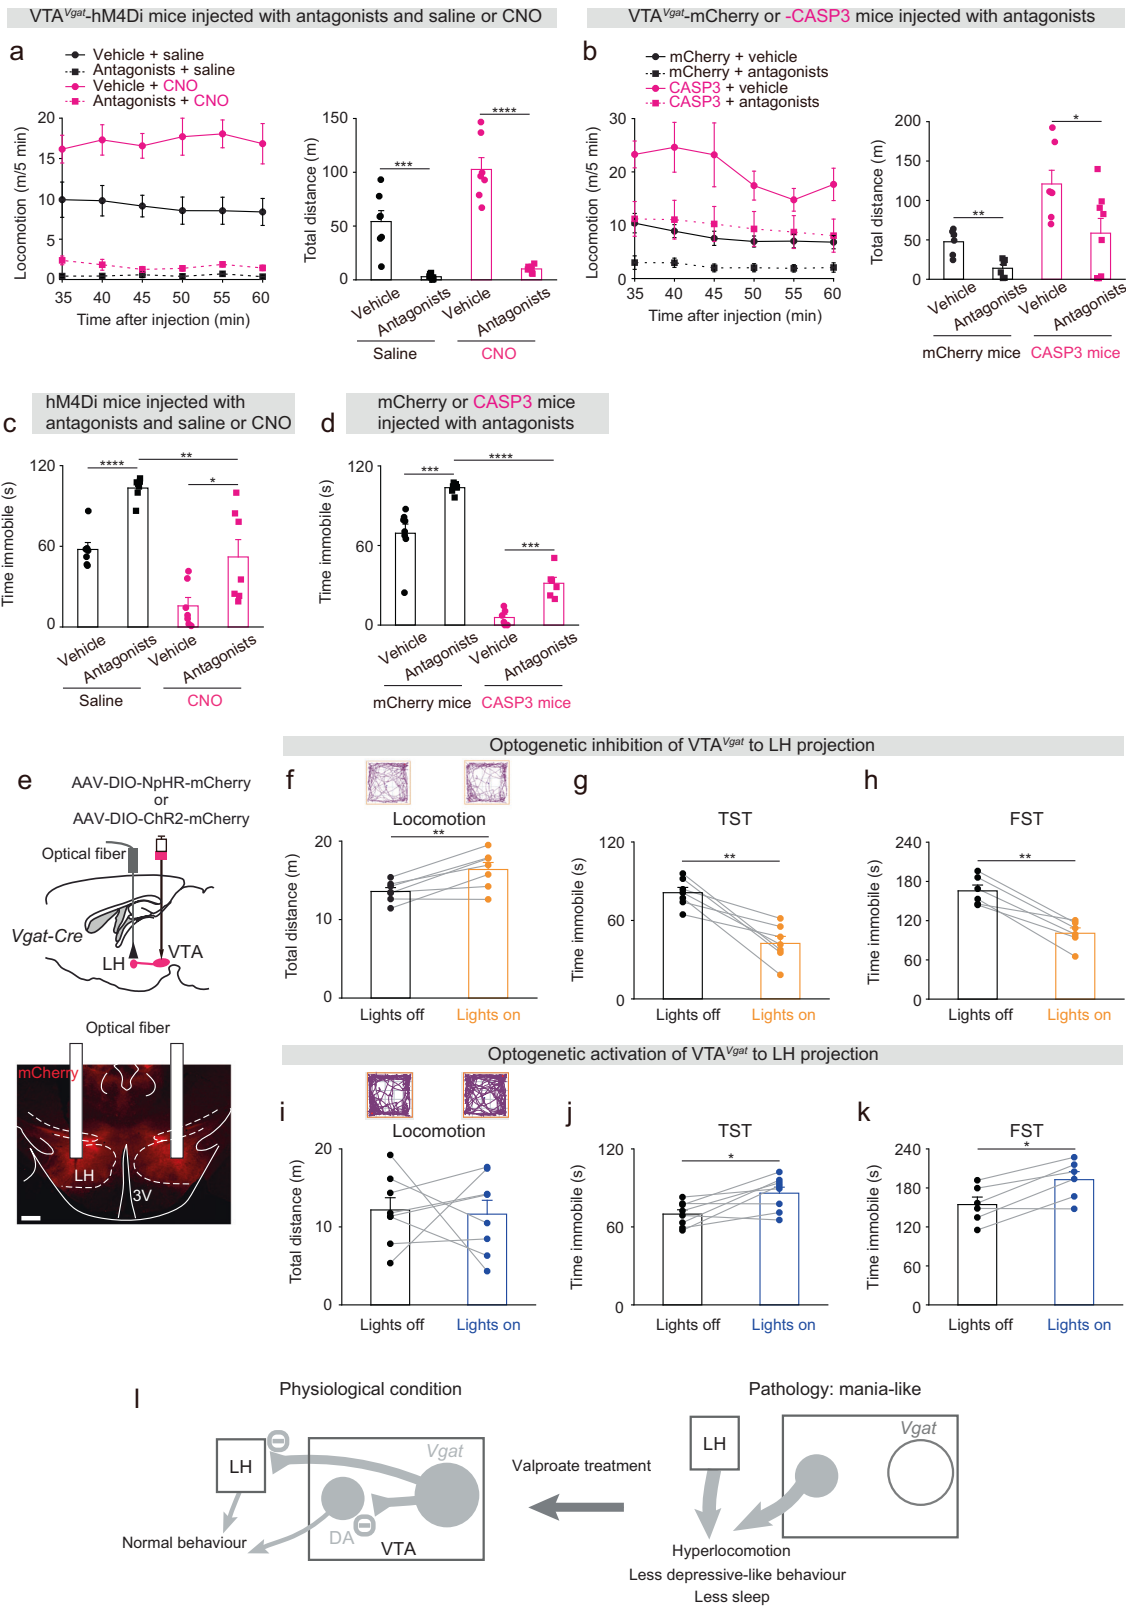 VTAVgat-hM4Di mice injected with antagonists and saline or CNO
VTAVgat-mCherry or -CASP3 mice injected with antagonists
a
Vehicle + saline
Antagonists + saline
Vehicle + CNO
Antagonists + CNO
Locomotion (m/5 min)
20
15
10
5
0
35 40 45 50 55 60
Time after injection (min)
Total distance (m)
150
100
50
0
***
****
Vehicle
Antagonists
Vehicle
Antagonists
Saline
CNO
b
mCherry + vehicle
mCherry + antagonists
CASP3 + vehicle
CASP3 + antagonists
Locomotion (m/5 min)
30
20
10
0
35 40 45 50 55 60
Time after injection (min)
Total distance (m)
200
150
100
50
0
**
*
Vehicle
Antagonists
Vehicle
Antagonists
mCherry mice
CASP3 mice
c
hM4Di mice injected with
antagonists and saline or CNO
Time immobile (s)
120
60
0
****
**
*
Vehicle
Antagonists
Vehicle
Antagonists
Saline
CNO
d
mCherry or CASP3 mice
injected with antagonists
Time immobile (s)
120
60
0
***
****
***
Vehicle
Antagonists
Vehicle
Antagonists
mCherry mice
CASP3 mice
e
AAV-DIO-NpHR-mCherry
or
AAV-DIO-ChR2-mCherry
Optical fiber
Vgat-Cre
LH
VTA
Optical fiber
mCherry
LH
3V
Optogenetic inhibition of VTAVgat to LH projection
f
Locomotion
**
Total distance (m)
20
10
0
Lights off
Lights on
g
TST
**
Time immobile (s)
120
60
0
Lights off
Lights on
h
FST
**
Time immobile (s)
240
180
120
60
0
Lights off
Lights on
Optogenetic activation of VTAVgat to LH projection
i
Locomotion
Total distance (m)
20
10
0
Lights off
Lights on
j
TST
*
Time immobile (s)
120
60
0
Lights off
Lights on
k
FST
*
Time immobile (s)
240
180
120
60
0
Lights off
Lights on
l
Physiological condition
Pathology: mania-like
LH
Vgat
DA
VTA
Normal behaviour
Valproate treatment
LH
Vgat
Hyperlocomotion
Less depressive-like behaviour
Less sleep